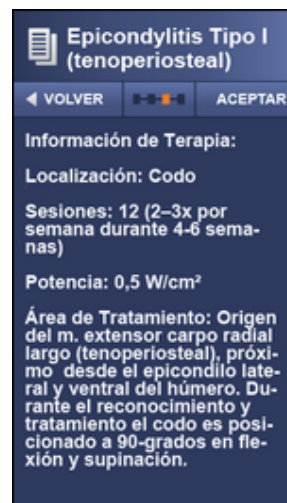 Epicondylitis Tipo I
(tenoperiosteal)
VOLVER
ACEPTAR
Información de Terapia:
Localización: Codo
Sesiones: 12 (2–3x por
semana durante 4-6 sema-
nas)
Potencia: 0,5 W/cm²
Área de Tratamiento: Origen
del m. extensor carpo radial
largo (tenoperiosteal), próxi-
mo desde el epicondilo late-
ral y ventral del húmero. Du-
rante el reconocimiento y
tratamiento el codo es posi-
cionado a 90-grados en fle-
xión y supinación.